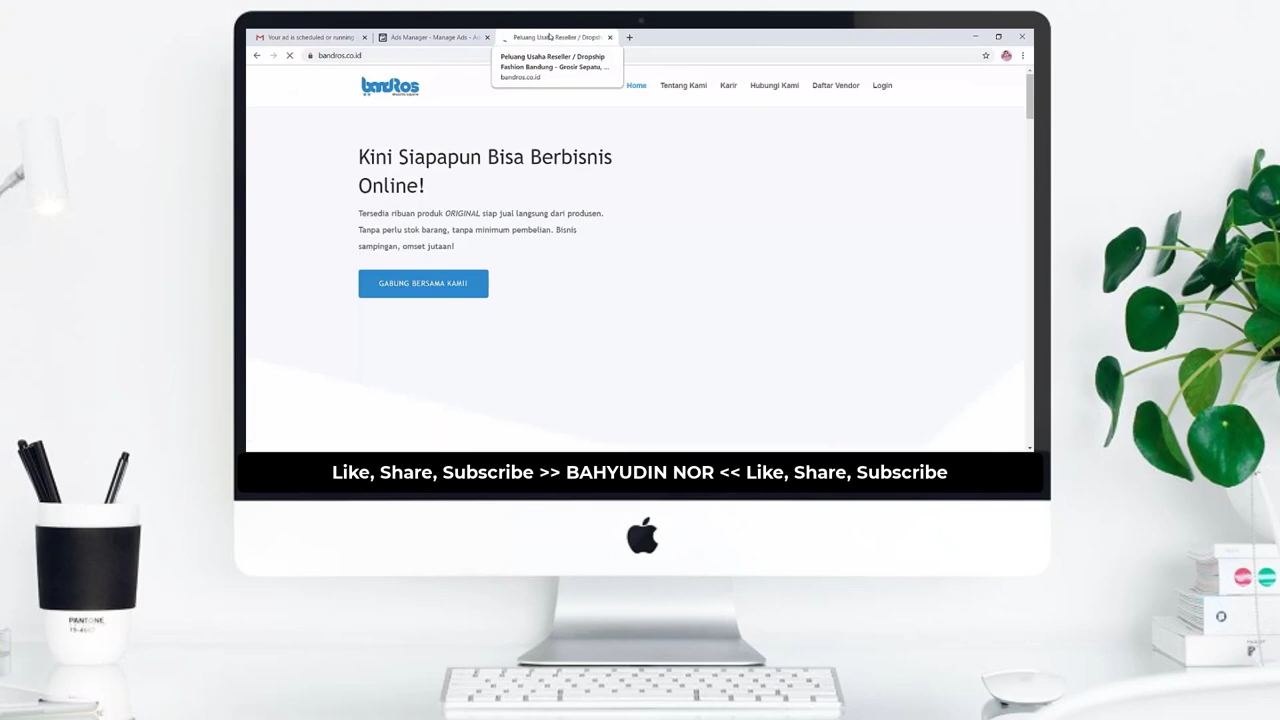 Your ad is scheduled or running
Ads Manager - Manage Ads - A
Peluang Usaha Reseller / Dropsh
bandros.co.id
Peluang Usaha Reseller / Dropship
Fashion Bandung - Grosir Sepatu, ...
bandros.co.id
bandRos
Home
Tentang Kami
Karir
Hubungi Kami
Daftar Vendor
Login
Kini Siapapun Bisa Berbisnis
Online!
Tersedia ribuan produk ORIGINAL siap jual langsung dari produsen.
Tanpa perlu stok barang, tanpa minimum pembelian. Bisnis
sampingan, omset jutaan!
GABUNG BERSAMA KAMI!
Like, Share, Subscribe >> BAHYUDIN NOR << Like, Share, Subscribe
PANTONE